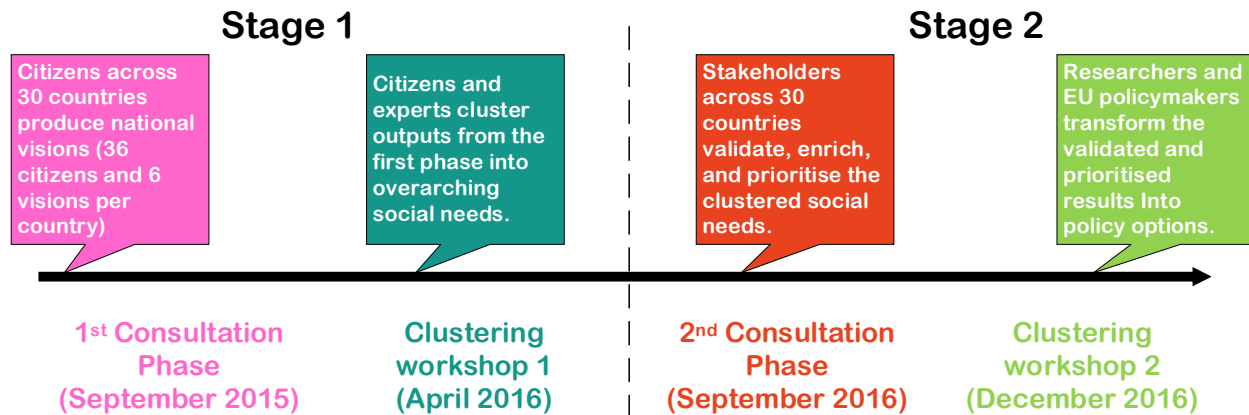 Stage 1
Stage 2
Citizens across
30 countries
produce national
visions (36
citizens and 6
visions per
country)
Citizens and
experts cluster
outputs from the
first phase into
overarching
social needs.
Stakeholders
across 30
countries
validate, enrich,
and prioritise the
clustered social
needs.
Researchers and
EU policymakers
transform the
validated and
prioritised
results Into
policy options.
1st Consultation
Phase
(September 2015)
Clustering
workshop 1
(April 2016)
2nd Consultation
Phase
(September 2016)
Clustering
workshop 2
(December 2016)